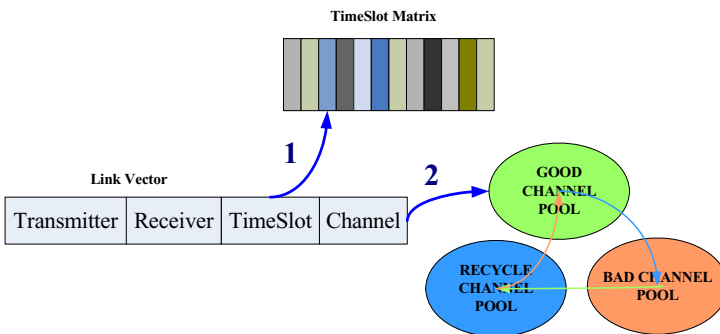 TimeSlot Matrix
1
Link Vector
Transmitter Receiver TimeSlot Channel
2
GOOD
CHANNEL
POOL
RECYCLE
CHANNEL
POOL
BAD CHANNEL
POOL